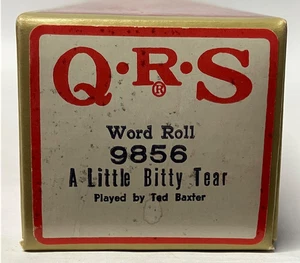 Q·R·S
®
Word Roll
9856
A Little Bitty Tear
Played by Ted Baxter